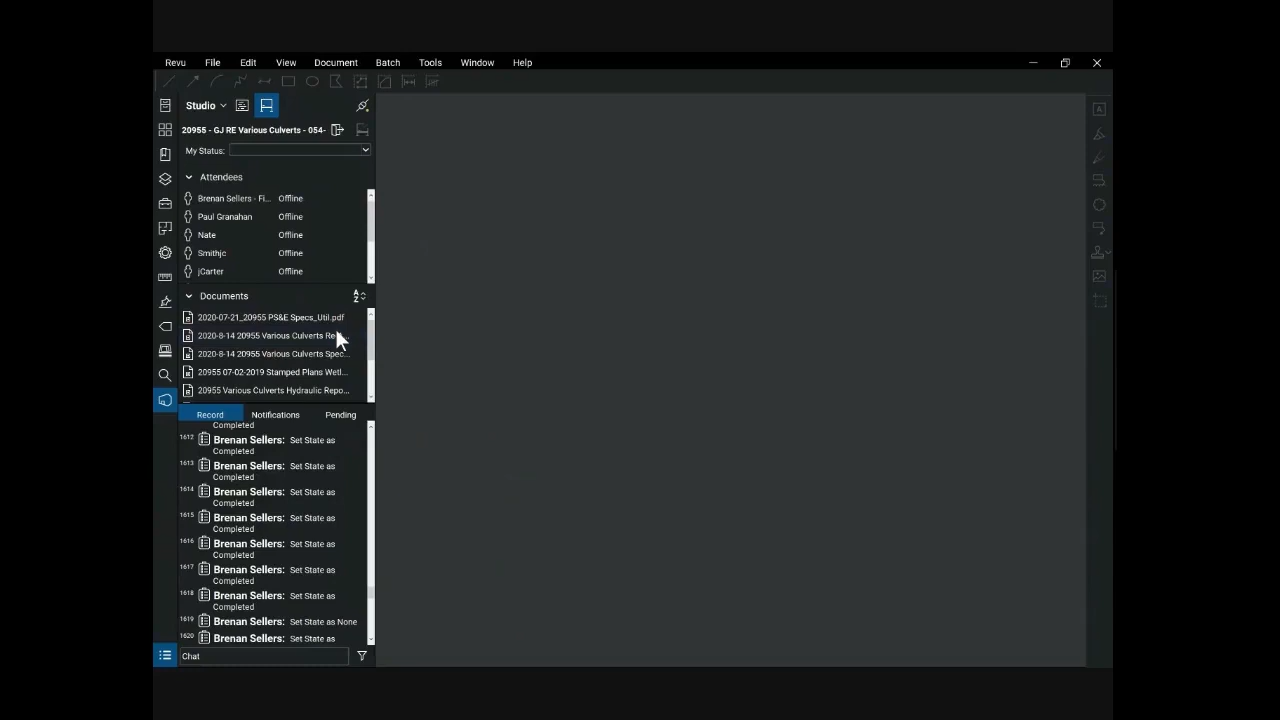 Revu File Edit View Document Batch Tools Window Help
Studio
20955 - GJ RE Various Culverts - 054-
My Status:
Attendees
Brenan Sellers - Fi... Offline
Paul Granahan Offline
Nate Offline
Smithjc Offline
jCarter Offline
Documents
2020-07-21_20955 PS&E Specs_Util.pdf
2020-8-14 20955 Various Culverts
2020-8-14 20955 Various Culverts Spec...
20955 07-02-2019 Stamped Plans Wetl...
20955 Various Culverts Hydraulic Repo...
Record Notifications Pending
Completed
1612 Brenan Sellers: Set State as
Completed
1613 Brenan Sellers: Set State as
Completed
1614 Brenan Sellers: Set State as
Completed
1615 Brenan Sellers: Set State as
Completed
1616 Brenan Sellers: Set State as
Completed
1617 Brenan Sellers: Set State as
Completed
1618 Brenan Sellers: Set State as
Completed
1619 Brenan Sellers: Set State as None
1620 Brenan Sellers: Set State as
Chat